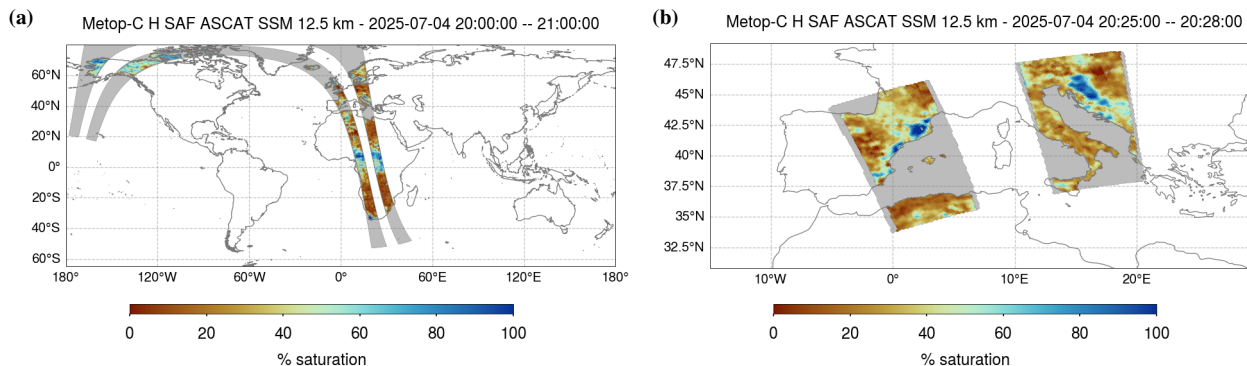 (a)
Metop-C H SAF ASCAT SSM 12.5 km - 2025-07-04 20:00:00 -- 21:00:00
60°N
40°N
20°N
0°
20°S
40°S
60°S
180° 120°W 60°W 0° 60°E 120°E 180°
0 20 40 60 80 100
% saturation
(b)
Metop-C H SAF ASCAT SSM 12.5 km - 2025-07-04 20:25:00 -- 20:28:00
47.5°N
45°N
42.5°N
40°N
37.5°N
35°N
32.5°N
10°W 0° 10°E 20°E
0 20 40 60 80 100
% saturation